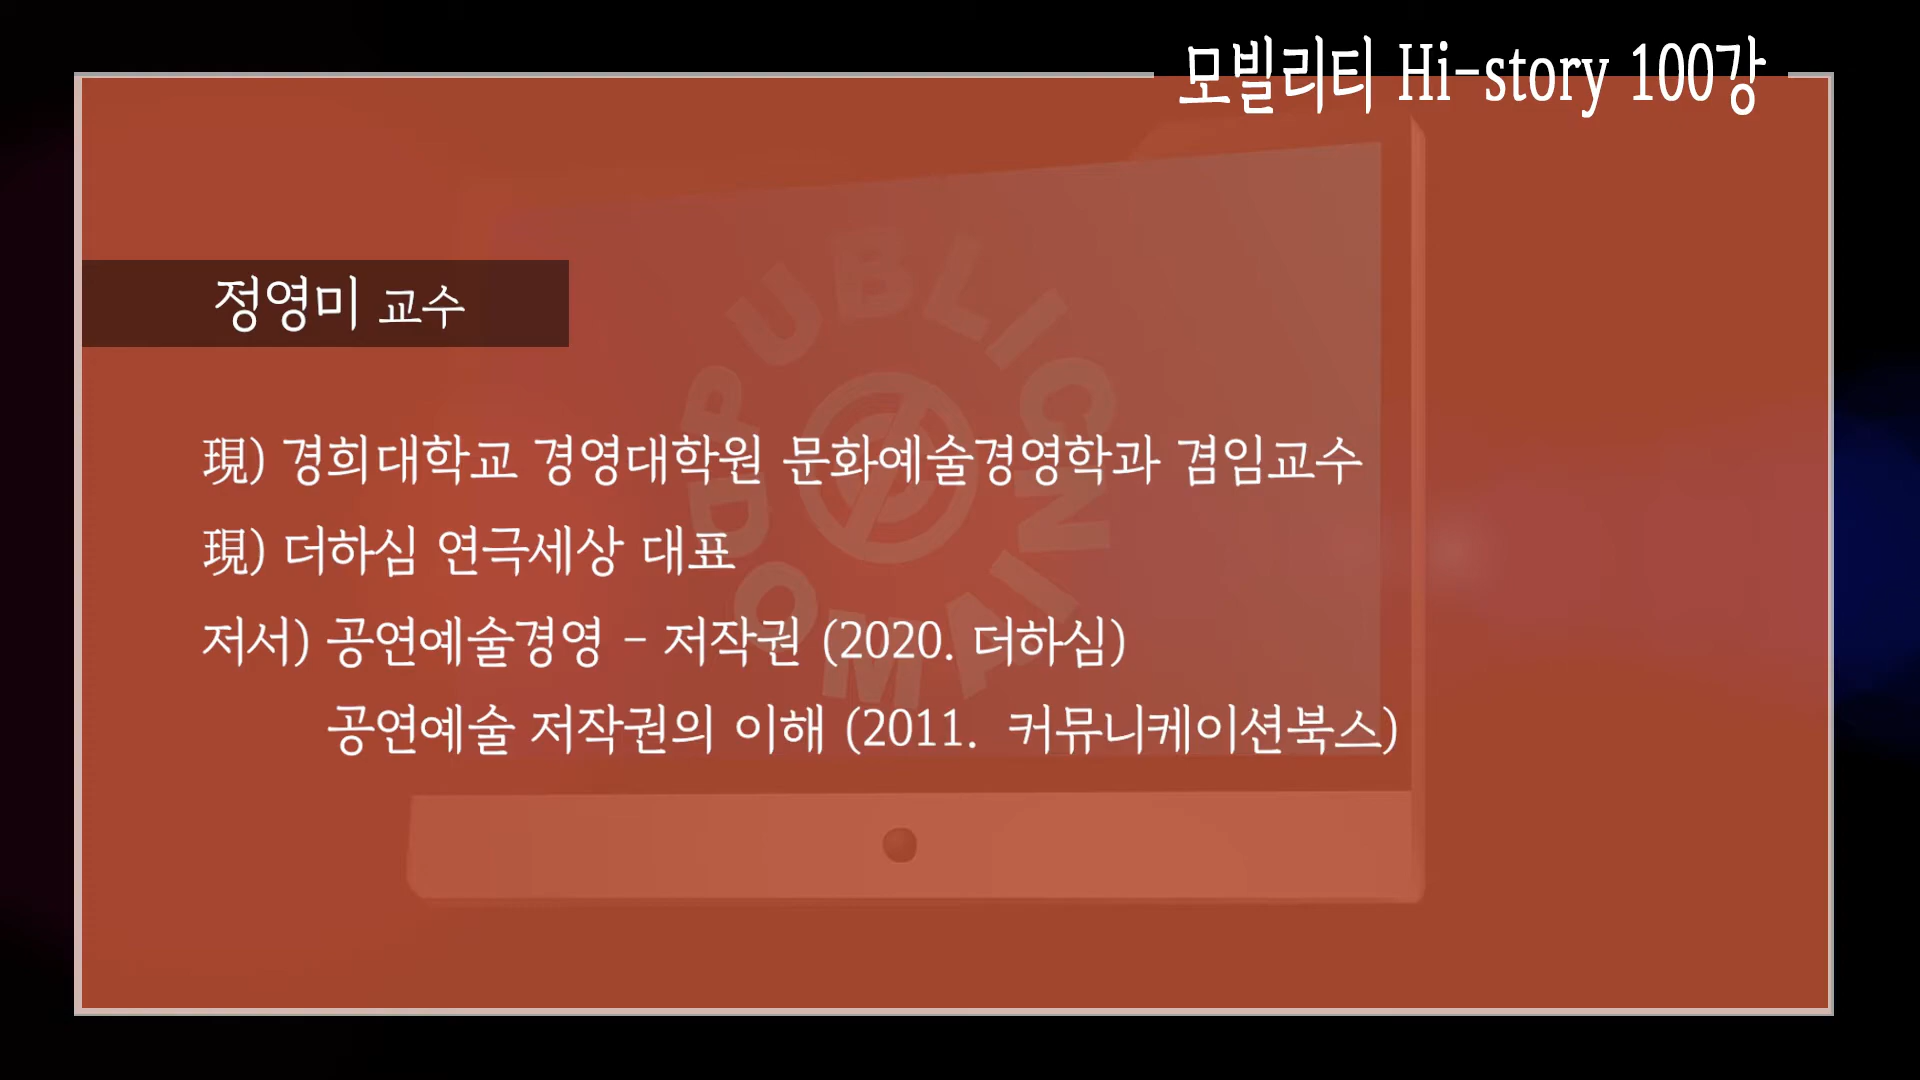 모빌리티 Hi-story 100강
정영미 교수
現) 경희대학교 경영대학원 문화예술경영학과 겸임교수
現) 더하심 연극세상 대표
저서) 공연예술경영 - 저작권 (2020. 더하심)
공연예술 저작권의 이해 (2011. 커뮤니케이션북스)
PUBLIC
DOMAIN